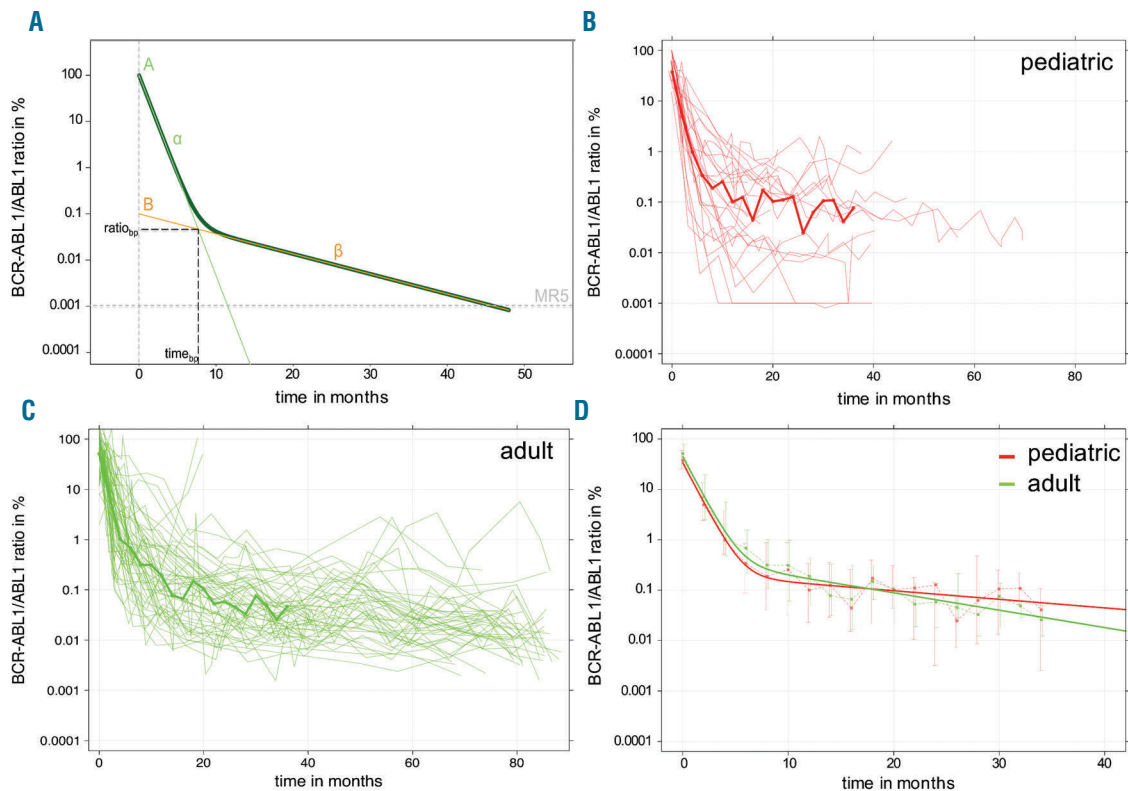 A
BCR-ABL 1/ABL1 ratio in %
100
10
1
0.1
0.01
0.001
0.0001
A
α
B
ratiobp
β
MR5
timebp
0
10
20
30
40
50
time in months
B
BCR-ABL1/ABL1 ratio in %
100
10
1
0.1
0.01
0.001
0.0001
pediatric
0
20
40
60
80
time in months
C
BCR-ABL1/ABL1 ratio in %
100
10
1
0.1
0.01
0.001
0.0001
adult
0
20
40
60
80
time in months
D
BCR-ABL1/ABL1 ratio in %
100
10
1
0.1
0.01
0.001
0.0001
pediatric
adult
0
10
20
30
40
time in months